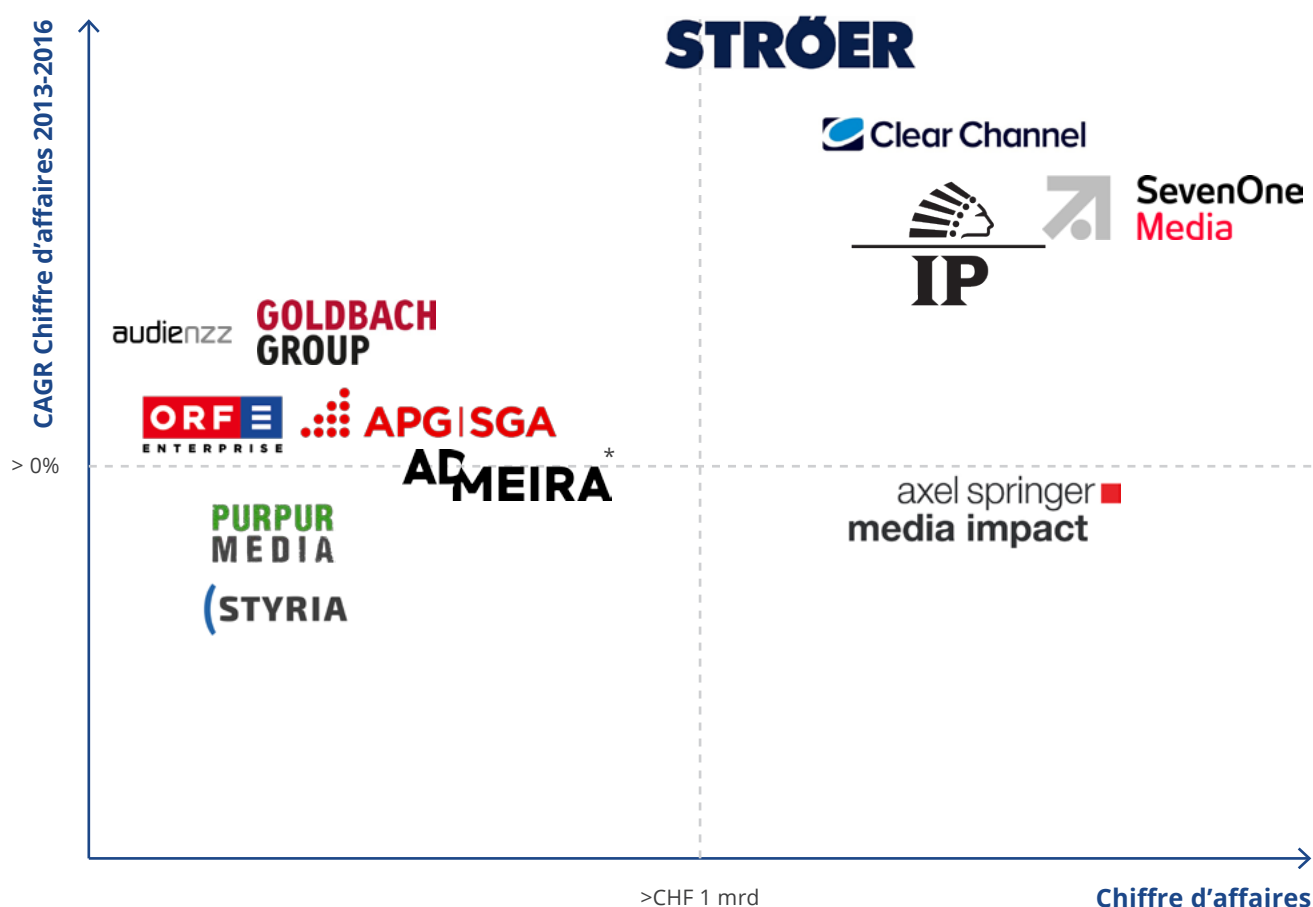 CAGR Chiffre d’affaires 2013-2016
STRÖER
Clear Channel
SevenOne
Media
IP
audienzz
GOLDBACH
GROUP
ORF E
ENTERPRISE
APG|SGA
> 0%
ADMEIRA*
axel springer
media impact
PURPUR
MEDIA
(STYRIA
>CHF 1 mrd
Chiffre d’affaires